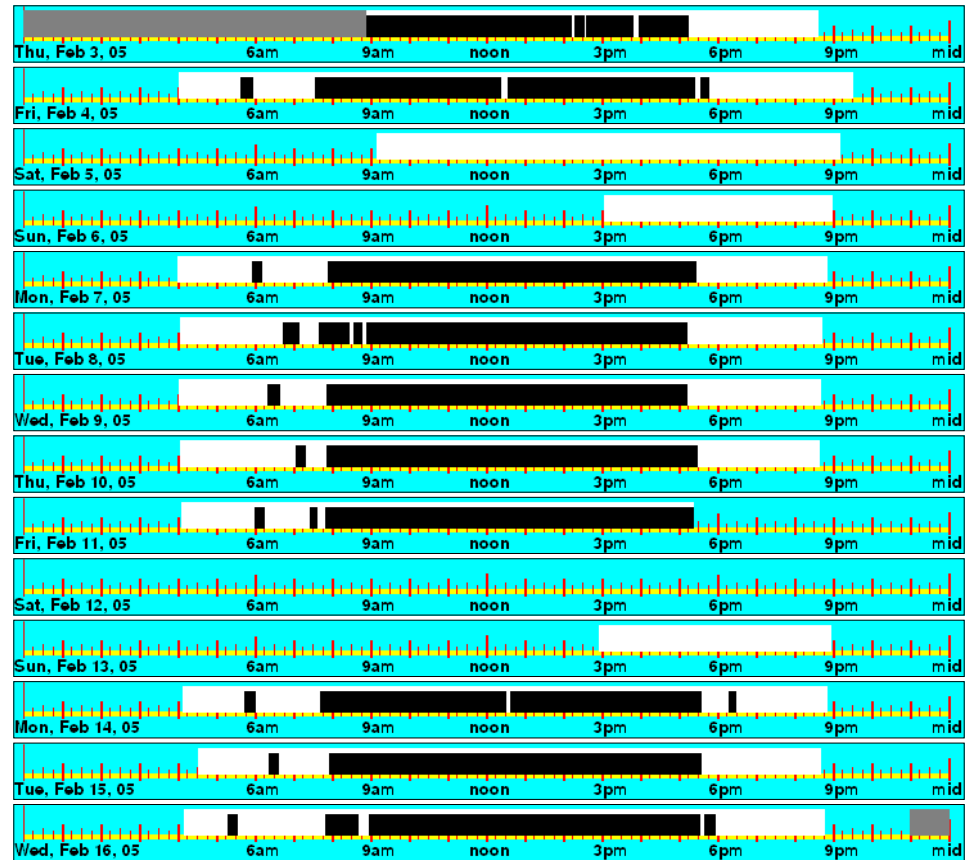 Thu, Feb 3, 05 6am 9am noon 3pm 6pm 9pm mid
Fri, Feb 4, 05 6am 9am noon 3pm 6pm 9pm mid
Sat, Feb 5, 05 6am 9am noon 3pm 6pm 9pm mid
Sun, Feb 6, 05 6am 9am noon 3pm 6pm 9pm mid
Mon, Feb 7, 05 6am 9am noon 3pm 6pm 9pm mid
Tue, Feb 8, 05 6am 9am noon 3pm 6pm 9pm mid
Wed, Feb 9, 05 6am 9am noon 3pm 6pm 9pm mid
Thu, Feb 10, 05 6am 9am noon 3pm 6pm 9pm mid
Fri, Feb 11, 05 6am 9am noon 3pm 6pm 9pm mid
Sat, Feb 12, 05 6am 9am noon 3pm 6pm 9pm mid
Sun, Feb 13, 05 6am 9am noon 3pm 6pm 9pm mid
Mon, Feb 14, 05 6am 9am noon 3pm 6pm 9pm mid
Tue, Feb 15, 05 6am 9am noon 3pm 6pm 9pm mid
Wed, Feb 16, 05 6am 9am noon 3pm 6pm 9pm mid